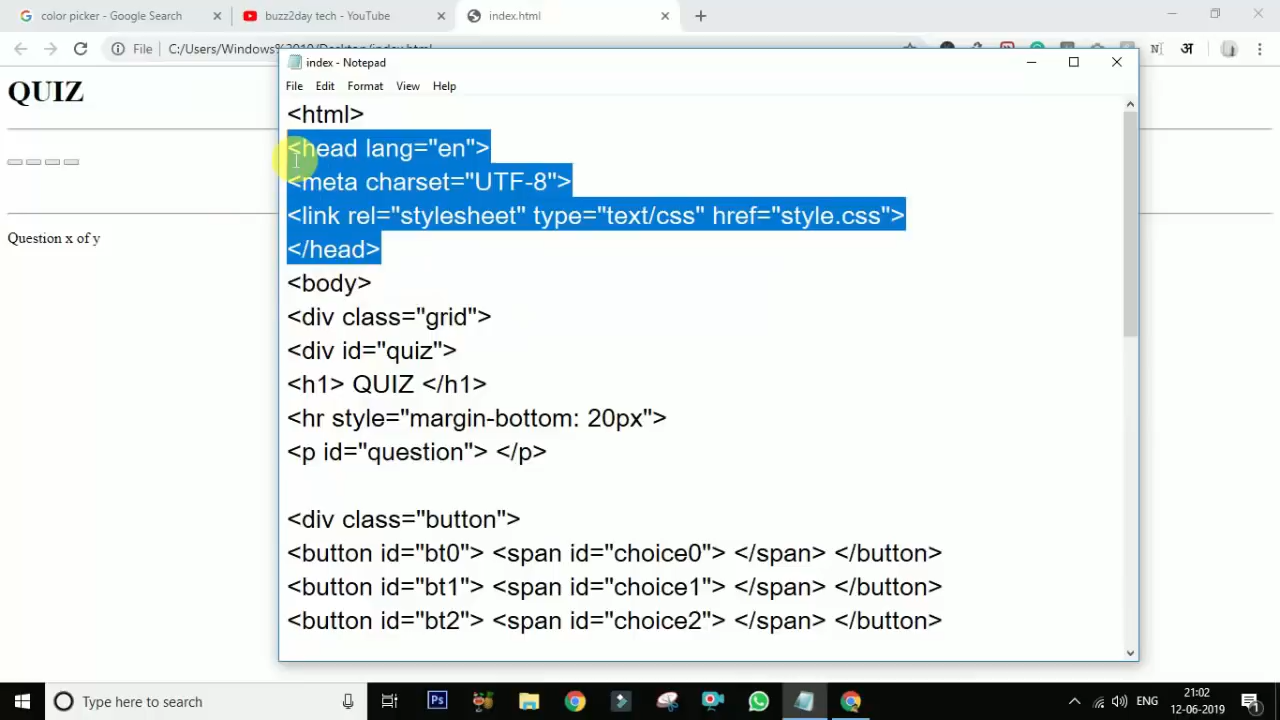 color picker - Google Search
buzz2day tech - YouTube
index.html
File
index - Notepad
File Edit Format View Help
QUIZ
Question x of y
<html>
<head lang="en">
<meta charset="UTF-8">
<link rel="stylesheet" type="text/css" href="style.css">
</head>
<body>
<div class="grid">
<div id="quiz">
<h1> QUIZ </h1>
<hr style="margin-bottom: 20px">
<p id="question"> </p>
<div class="button">
<button id="bt0"> <span id="choice0"> </span> </button>
<button id="bt1"> <span id="choice1"> </span> </button>
<button id="bt2"> <span id="choice2"> </span> </button>
Type here to search
Ps
ENG
21:02
12-06-2019
अ